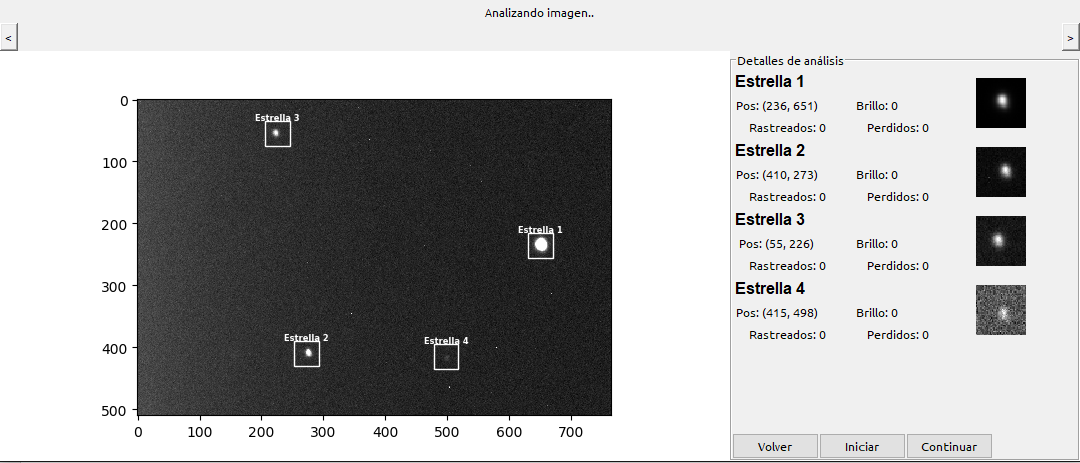 Analizando imagen..
<
>
Detalles de análisis
Estrella 1
Pos: (236, 651) Brillo: 0
Rastreados: 0 Perdidos: 0
Estrella 2
Pos: (410, 273) Brillo: 0
Rastreados: 0 Perdidos: 0
Estrella 3
Pos: (55, 226) Brillo: 0
Rastreados: 0 Perdidos: 0
Estrella 4
Pos: (415, 498) Brillo: 0
Rastreados: 0 Perdidos: 0
Volver Iniciar Continuar
0
100
200
300
400
500
Estrella 3
Estrella 1
Estrella 2
Estrella 4
0 100 200 300 400 500 600 700